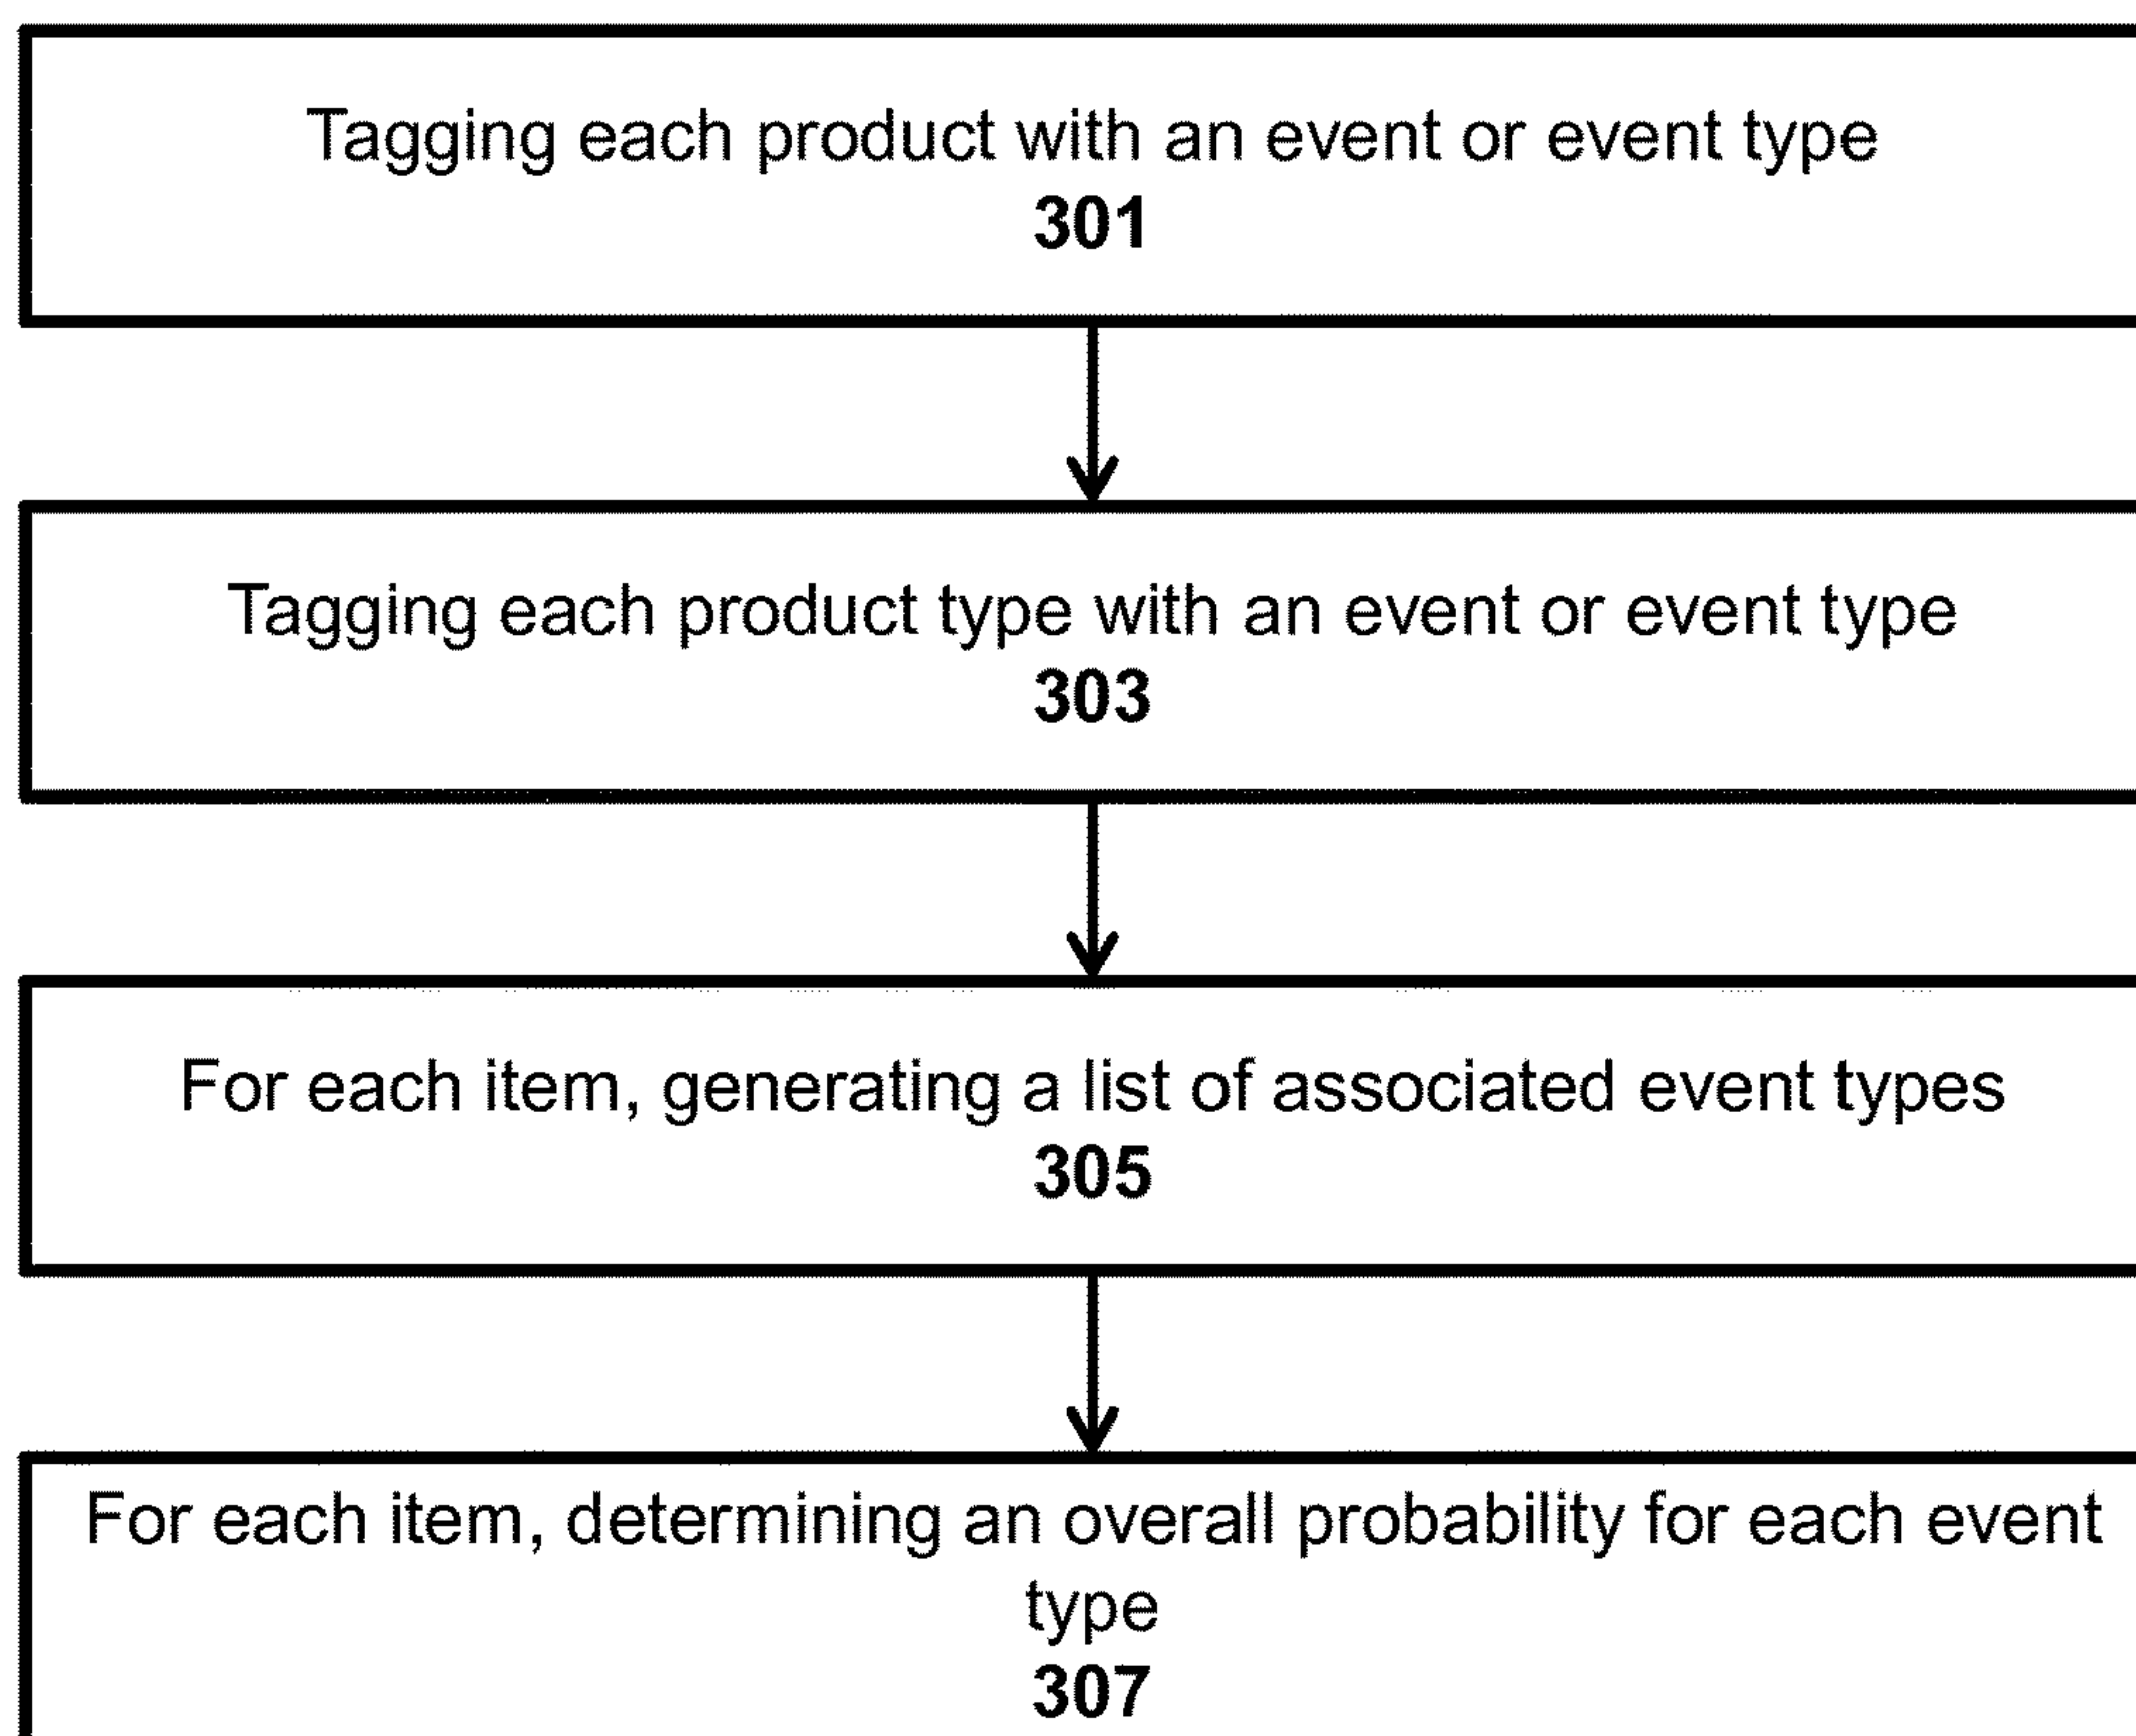 Tagging each product with an event or event type
301
Tagging each product type with an event or event type
303
For each item, generating a list of associated event types
305
For each item, determining an overall probability for each event
type
307